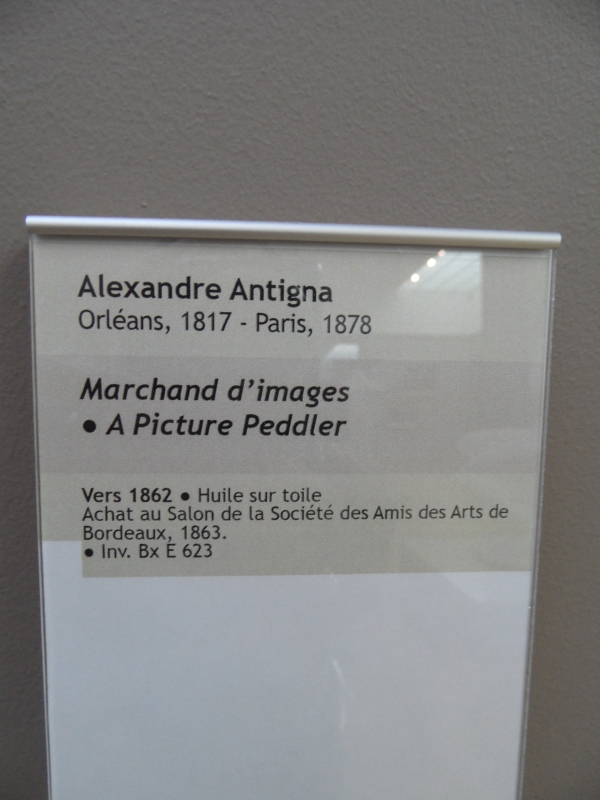 Alexandre Antigna
Orléans, 1817 - Paris, 1878
Marchand d'images
● A Picture Peddler
Vers 1862 ● Huile sur toile
Achat au Salon de la Société des Amis des Arts de
Bordeaux, 1863.
● Inv. Bx E 623